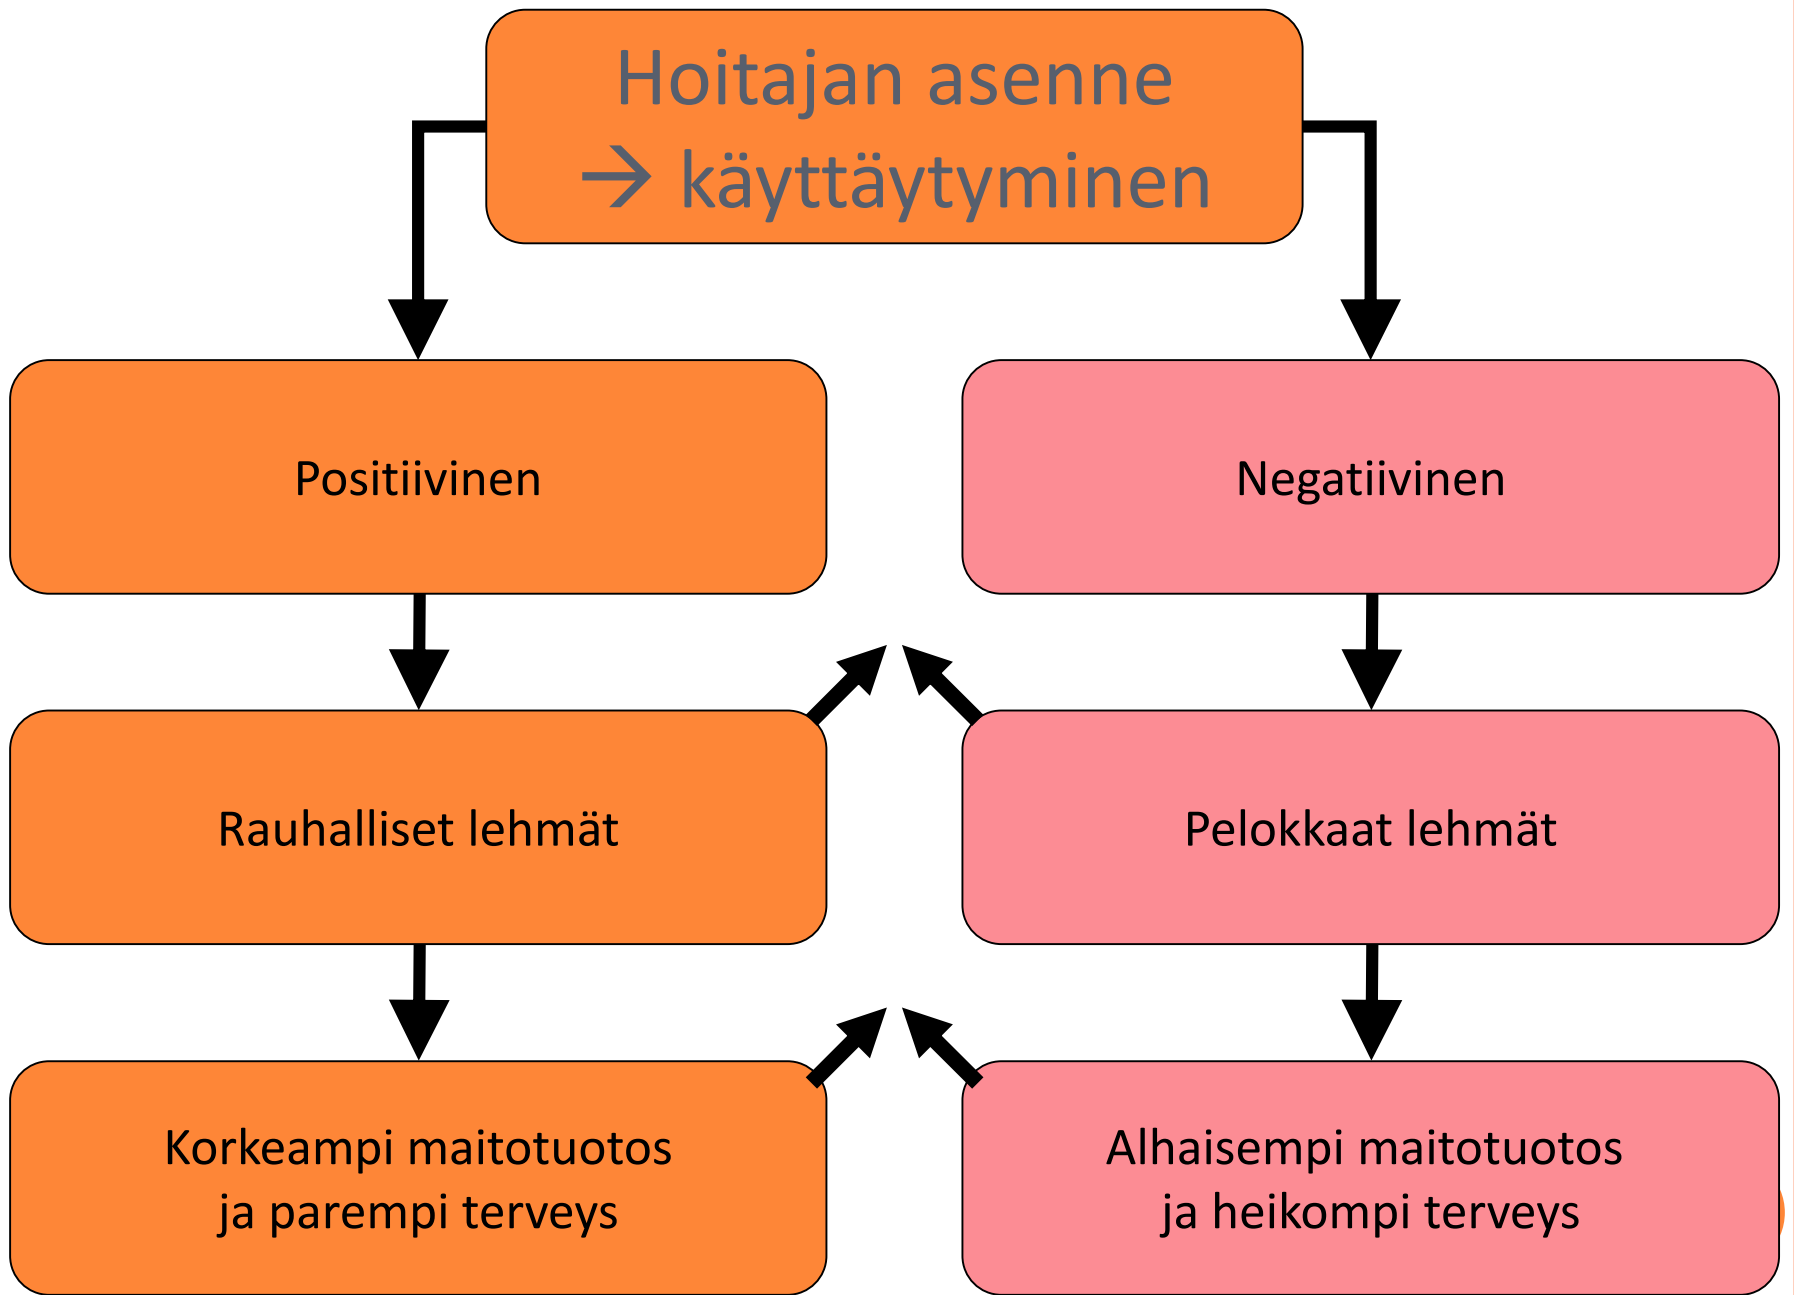 Hoitajan asenne
→ käyttäytyminen
Positiivinen
Negatiivinen
Rauhalliset lehmät
Pelokkaat lehmät
Korkeampi maitotuotos
ja parempi terveys
Alhaisempi maitotuotos
ja heikompi terveys